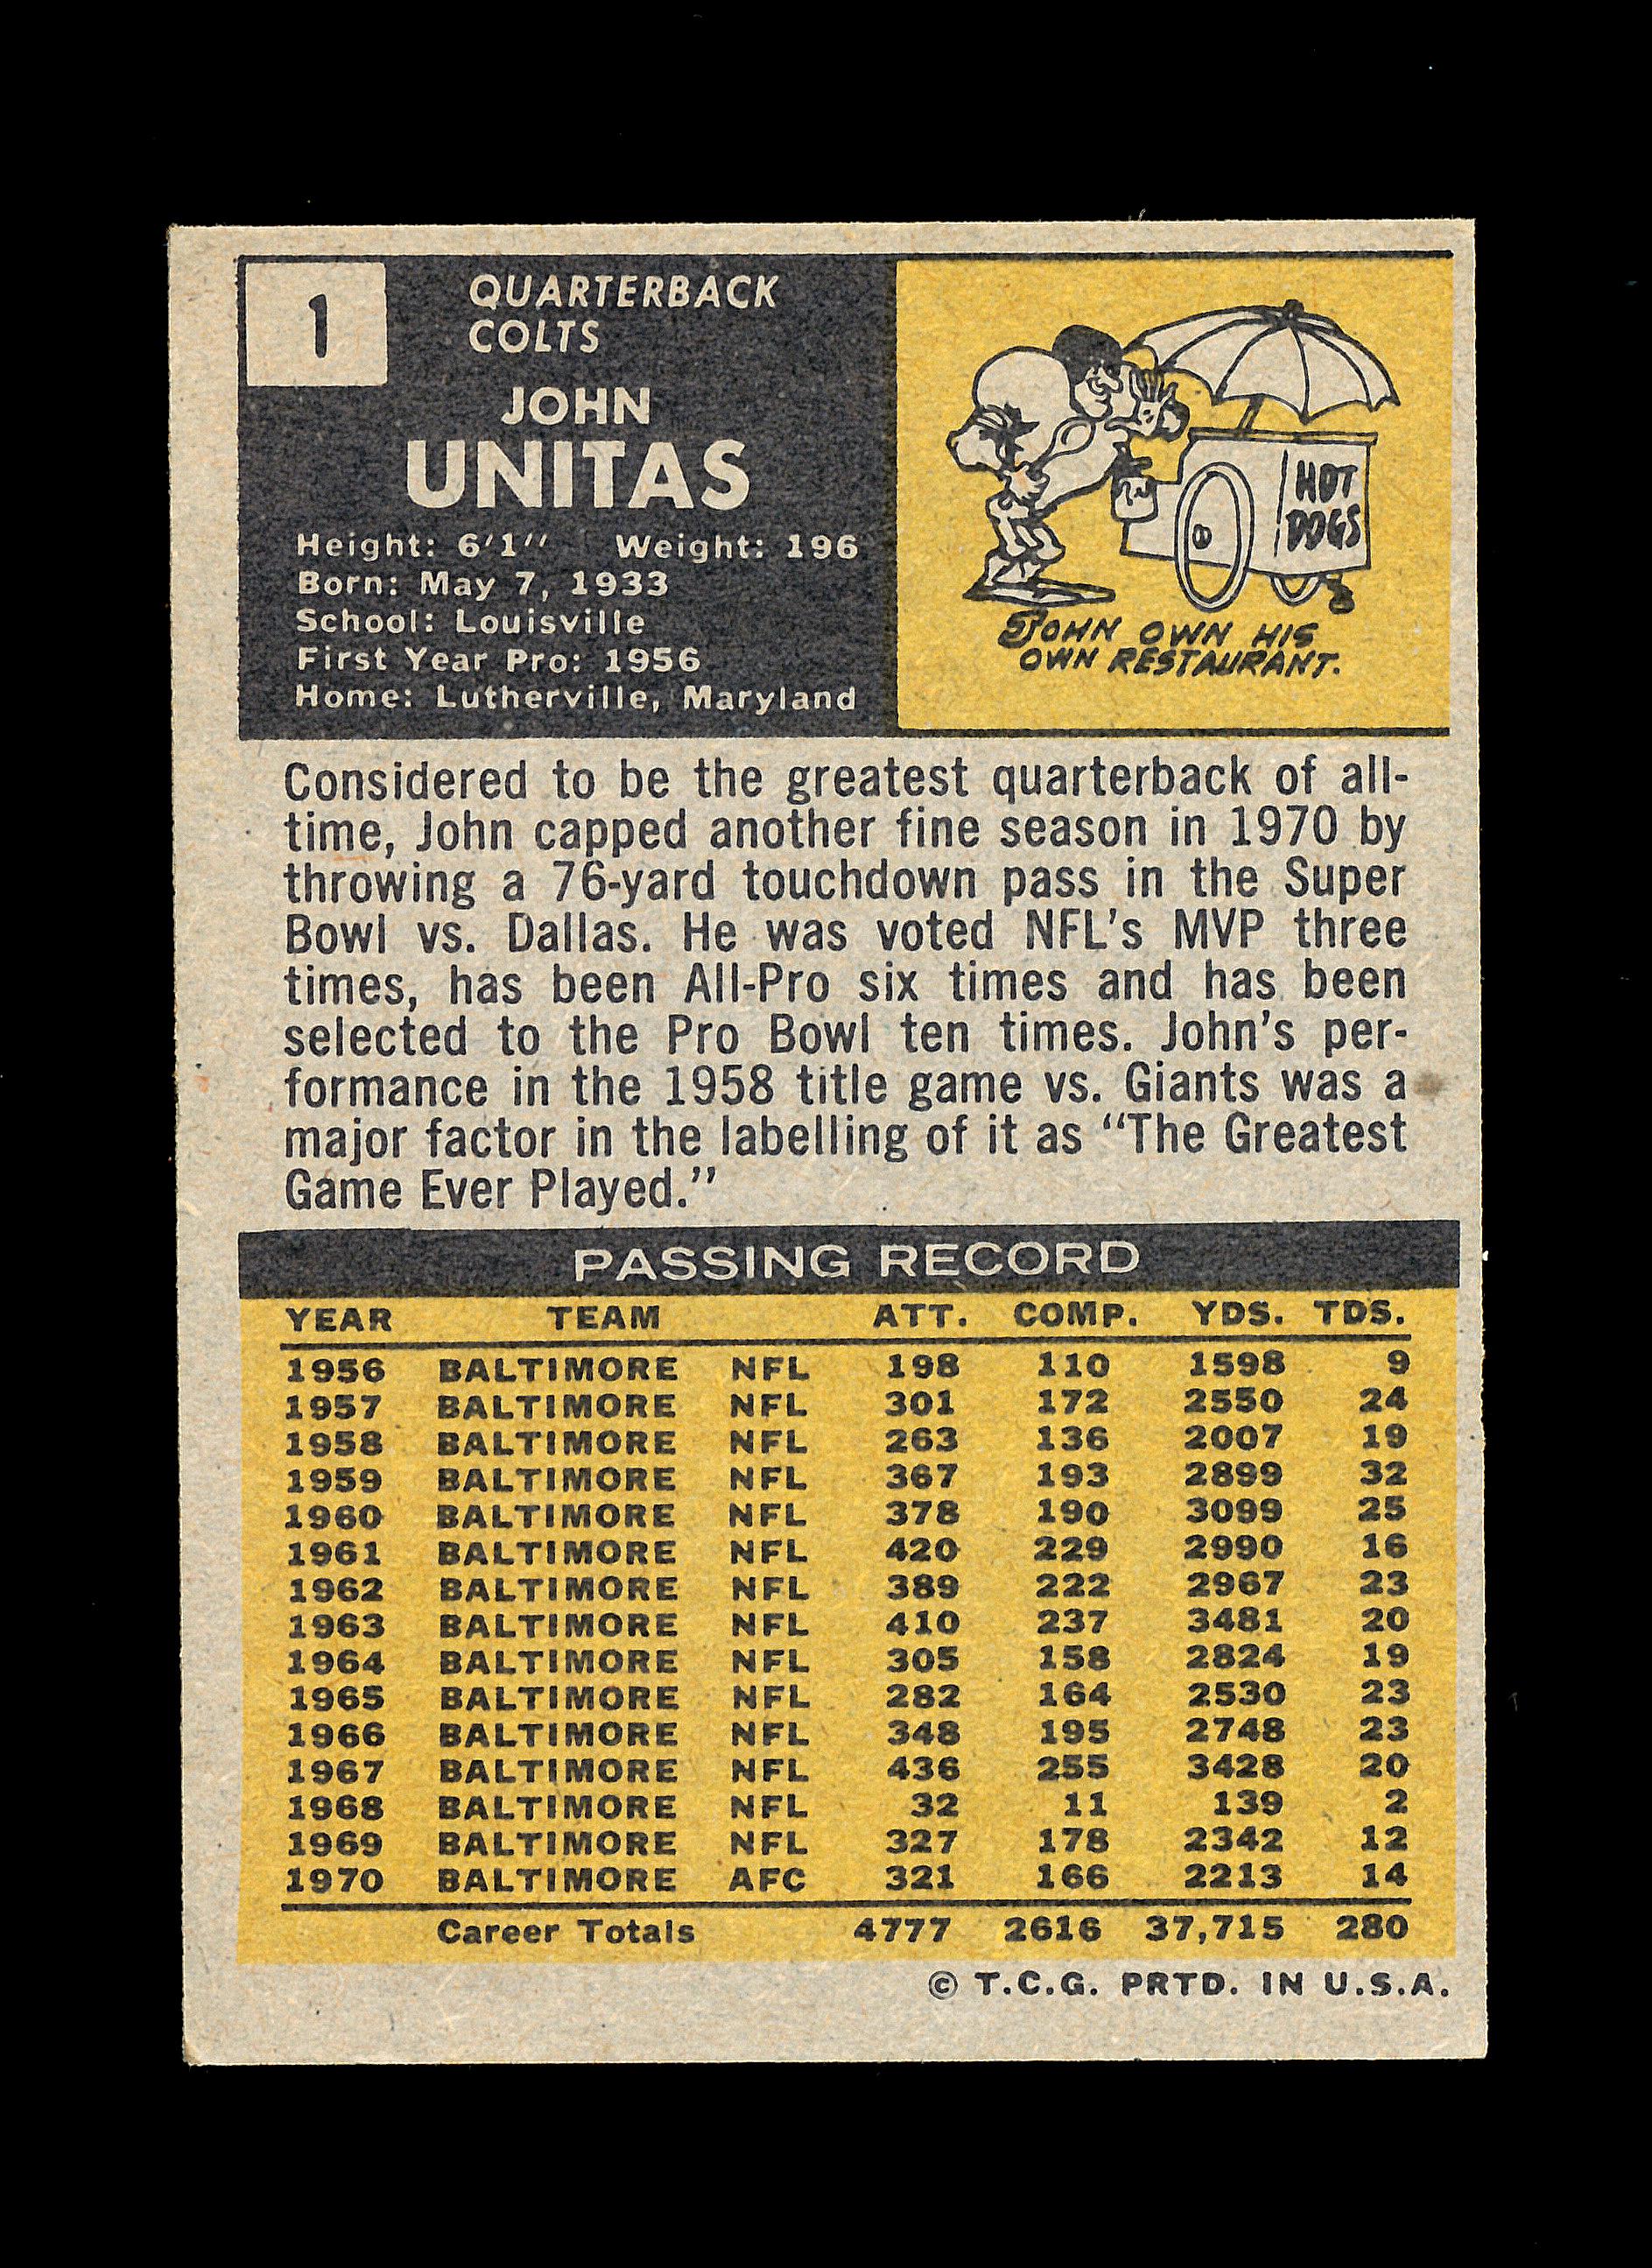 1
QUARTERBACK
COLTS
JOHN
UNITAS
Height: 6'1" Weight: 196
Born: May 7, 1933
School: Louisville
First Year Pro: 1956
Home: Lutherville, Maryland
HOT
DOGS
JOHN OWN HIS
OWN RESTAURANT.
Considered to be the greatest quarterback of all-
time, John capped another fine season in 1970 by
throwing a 76-yard touchdown pass in the Super
Bowl vs. Dallas. He was voted NFL's MVP three
times, has been All-Pro six times and has been
selected to the Pro Bowl ten times. John's per-
formance in the 1958 title game vs. Giants was a
major factor in the labelling of it as "The Greatest
Game Ever Played."
PASSING RECORD
YEAR TEAM ATT. COMP. YDS. TDS.
1956 BALTIMORE NFL 198 110 1598 9
1957 BALTIMORE NFL 301 172 2550 24
1958 BALTIMORE NFL 263 136 2007 19
1959 BALTIMORE NFL 367 193 2899 32
1960 BALTIMORE NFL 378 190 3099 25
1961 BALTIMORE NFL 420 229 2990 16
1962 BALTIMORE NFL 389 222 2967 23
1963 BALTIMORE NFL 410 237 3481 20
1964 BALTIMORE NFL 305 158 2824 19
1965 BALTIMORE NFL 282 164 2530 23
1966 BALTIMORE NFL 348 195 2748 23
1967 BALTIMORE NFL 436 255 3428 20
1968 BALTIMORE NFL 32 11 139 2
1969 BALTIMORE NFL 327 178 2342 12
1970 BALTIMORE AFC 321 166 2213 14
Career Totals 4777 2616 37,715 280
© T.C.G. PRTD. IN U.S.A.